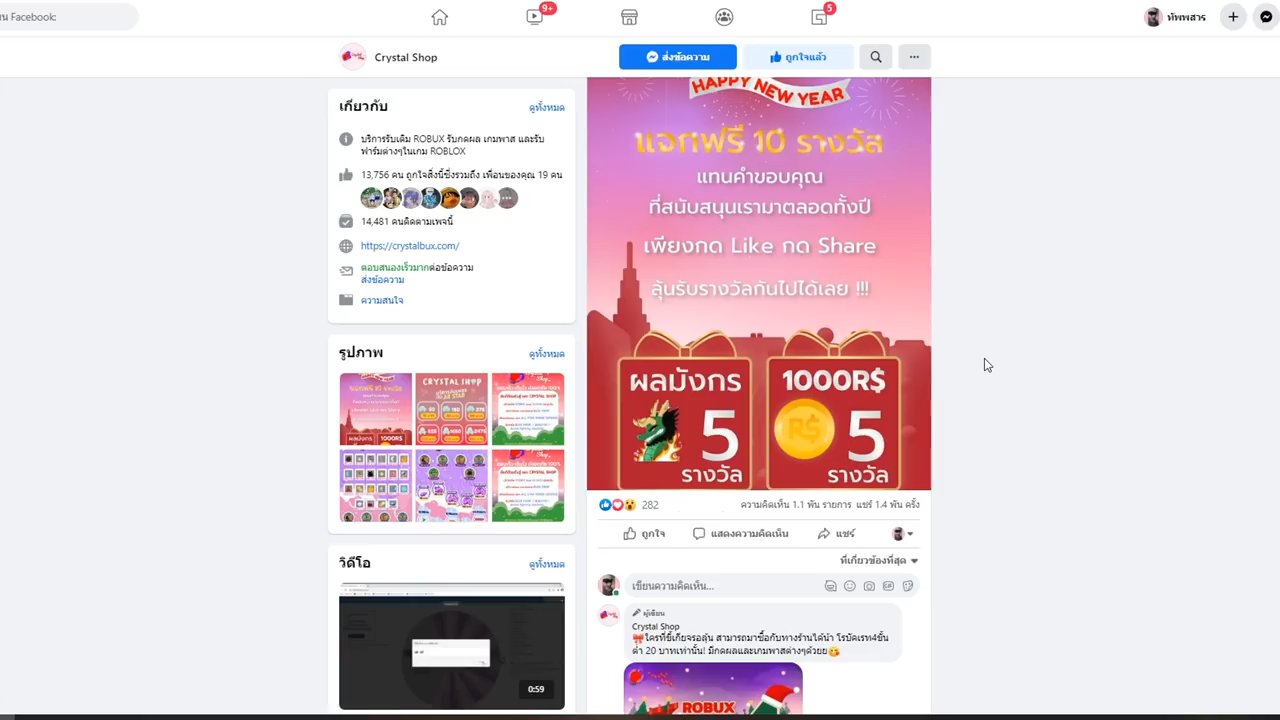 น Facebook:
9+
5
ทัพพสาร
Crystal Shop
ส่งข้อความ
ถูกใจแล้ว
เกี่ยวกับ
ดูทั้งหมด
บริการรับเติม ROBUX รับกดผล เกมพาส และรับ
ฟาร์มต่างๆในเกม ROBLOX
13,756 คน ถูกใจสิ่งนี้ซึ่งรวมถึง เพื่อนของคุณ 19 คน
14,481 คนติดตามเพจนี้
https://crystalbux.com/
ตอบสนองเร็วมากต่อข้อความ
ส่งข้อความ
ความสนใจ
รูปภาพ
ดูทั้งหมด
CRYSTAL SHOP
วิดีโอ
ดูทั้งหมด
0:59
HAPPY NEW YEAR
แจกฟรี 10 รางวัล
แทนคำขอบคุณ
ที่สนับสนุนเรามาตลอดทั้งปี
เพียงกด Like กด Share
ลุ้นรับรางวัลกันไปได้เลย !!!
ผลมังกร
5
รางวัล
1000R$
5
รางวัล
282
ความคิดเห็น 1.1 พัน รายการ แชร์ 1.4 พัน ครั้ง
ถูกใจ
แสดงความคิดเห็น
แชร์
ที่เกี่ยวข้องที่สุด
เขียนความคิดเห็น...
ผู้เขียน
Crystal Shop
ใครที่ขี้เกียจรอลุ้น สามารถมาซื้อกับทางร้านได้น้า โรบัคเรท4ขั้น
ต่ำ 20 บาทเท่านั้น! มีกดผลและเกมพาสต่างๆด้วยย
ROBUX